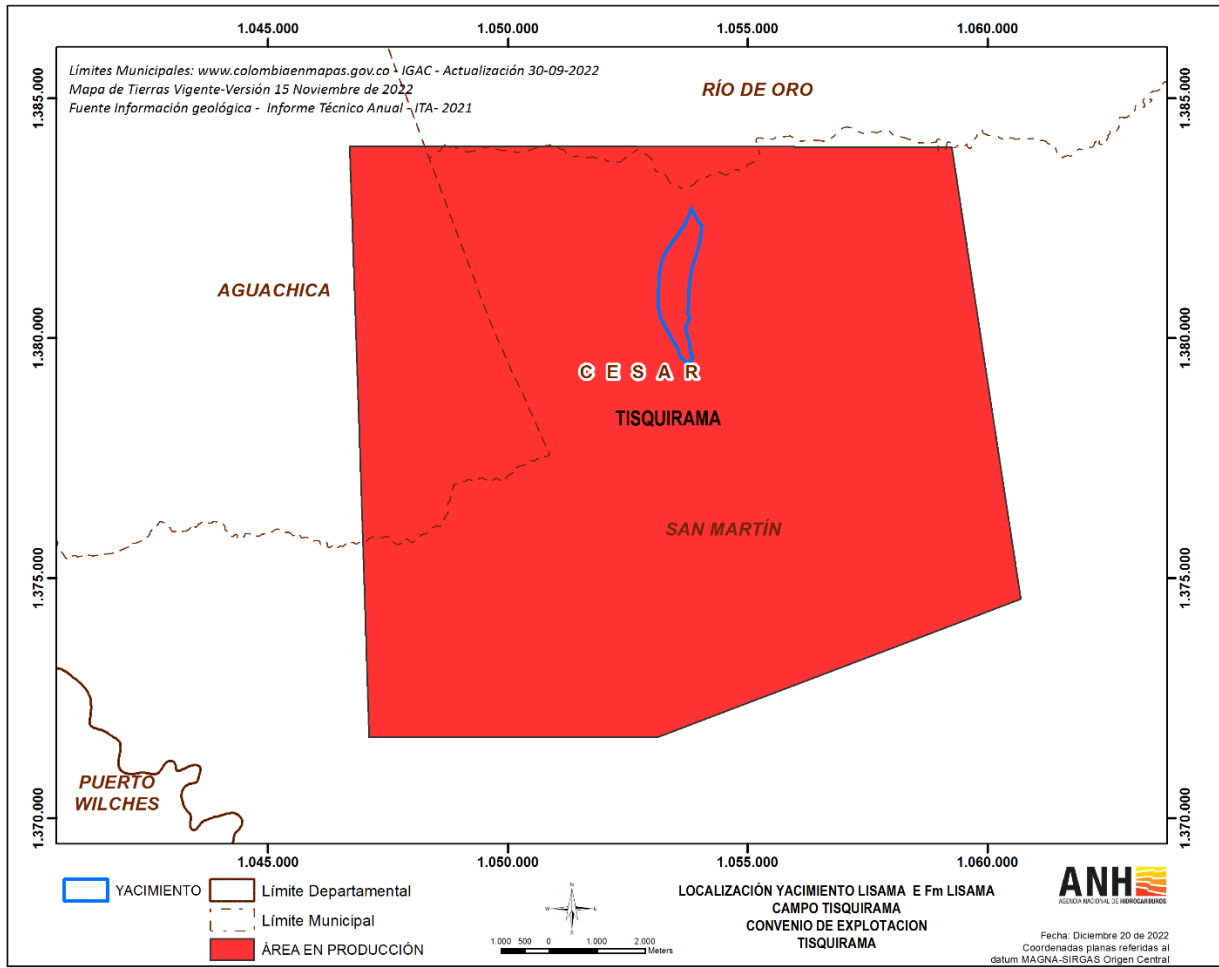 1.045.000 1.050.000 1.055.000 1.060.000
Límites Municipales: www.colombiaenmapas.gov.co - IGAC - Actualización 30-09-2022
Mapa de Tierras Vigente-Versión 15 Noviembre de 2022
Fuente Información geológica - Informe Técnico Anual - ITA- 2021
RÍO DE ORO
1.385.000 1.385.000
AGUACHICA
1.380.000 1.380.000
CESAR
TISQUIRAMA
SAN MARTÍN
1.375.000 1.375.000
PUERTO
WILCHES
1.370.000 1.370.000
1.045.000 1.050.000 1.055.000 1.060.000
YACIMIENTO
Límite Departamental
Límite Municipal
ÁREA EN PRODUCCIÓN
N
W E
S
1.000 500 0 1.000 2.000
Meters
LOCALIZACIÓN YACIMIENTO LISAMA E Fm LISAMA
CAMPO TISQUIRAMA
CONVENIO DE EXPLOTACION
TISQUIRAMA
ANH
AGENCIA NACIONAL DE HIDROCARBUROS
Fecha: Diciembre 20 de 2022
Coordenadas planas referidas al
datum MAGNA-SIRGAS Origen Central